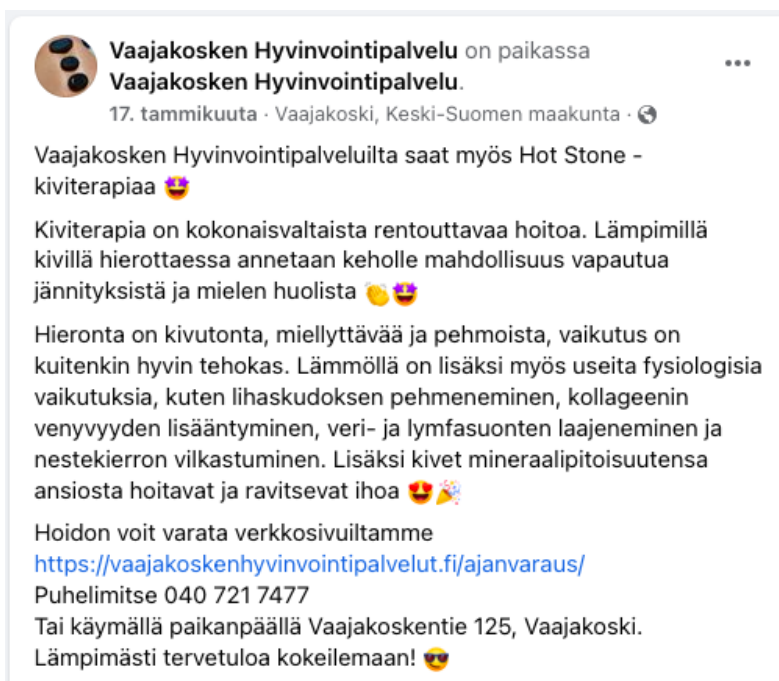 Vaajakosken Hyvinvointipalvelu on paikassa
Vaajakosken Hyvinvointipalvelu.
17. tammikuuta · Vaajakoski, Keski-Suomen maakunta ·
Vaajakosken Hyvinvointipalveluilta saat myös Hot Stone -
kiviterapiaa 🤩
Kiviterapia on kokonaisvaltaista rentouttavaa hoitoa. Lämpimillä
kivillä hierottaessa annetaan keholle mahdollisuus vapautua
jännityksistä ja mielen huolista 👏🤩
Hieronta on kivutonta, miellyttävää ja pehmoista, vaikutus on
kuitenkin hyvin tehokas. Lämmöllä on lisäksi myös useita fysiologisia
vaikutuksia, kuten lihaskudoksen pehmeneminen, kollageenin
venyvyyden lisääntyminen, veri- ja lymfasuonten laajeneminen ja
nestekierron vilkastuminen. Lisäksi kivet mineraalipitoisuutensa
ansiosta hoitavat ja ravitsevat ihoa 😍🎉
Hoidon voit varata verkkosivuiltamme
https://vaajakoskenhyvinvointipalvelut.fi/ajanvaraus/
Puhelimitse 040 721 7477
Tai käymällä paikanpäällä Vaajakoskentie 125, Vaajakoski.
Lämpimästi tervetuloa kokeilemaan! 😎